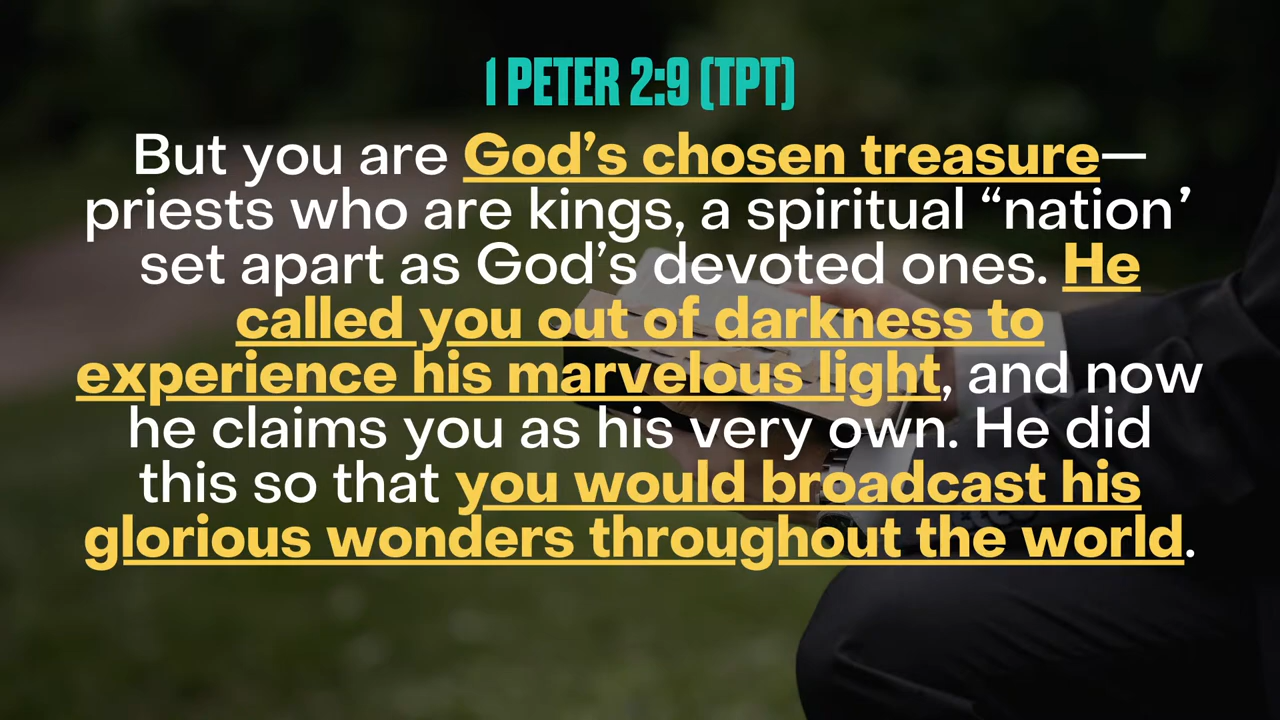 1 PETER 2:9 (TPT)
But you are God’s chosen treasure—
priests who are kings, a spiritual “nation’
set apart as God’s devoted ones. He
called you out of darkness to
experience his marvelous light, and now
he claims you as his very own. He did
this so that you would broadcast his
glorious wonders throughout the world.